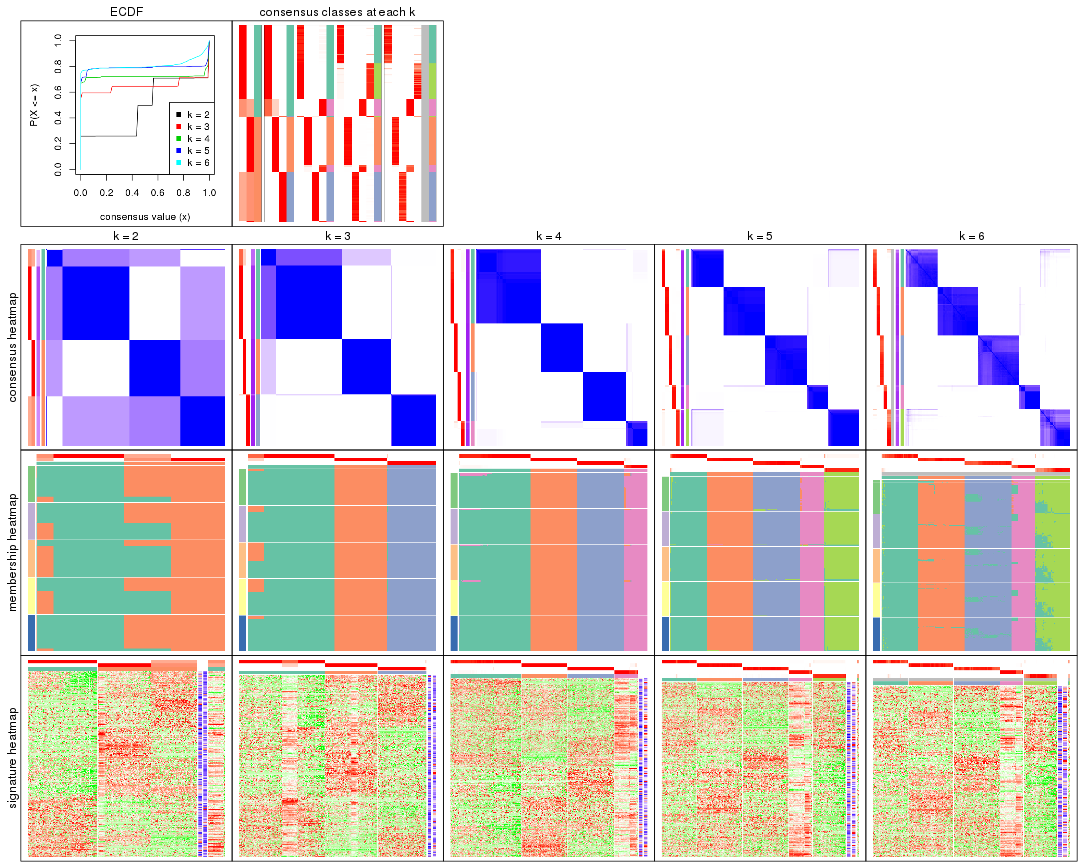 ECDF
consensus classes at each k
P(X <= x)
0.0
0.2
0.4
0.6
0.8
1.0
k = 2
k = 3
k = 4
k = 5
k = 6
0.0 0.2 0.4 0.6 0.8 1.0
consensus value (x)
k = 2
k = 3
k = 4
k = 5
k = 6
consensus heatmap
membership heatmap
signature heatmap